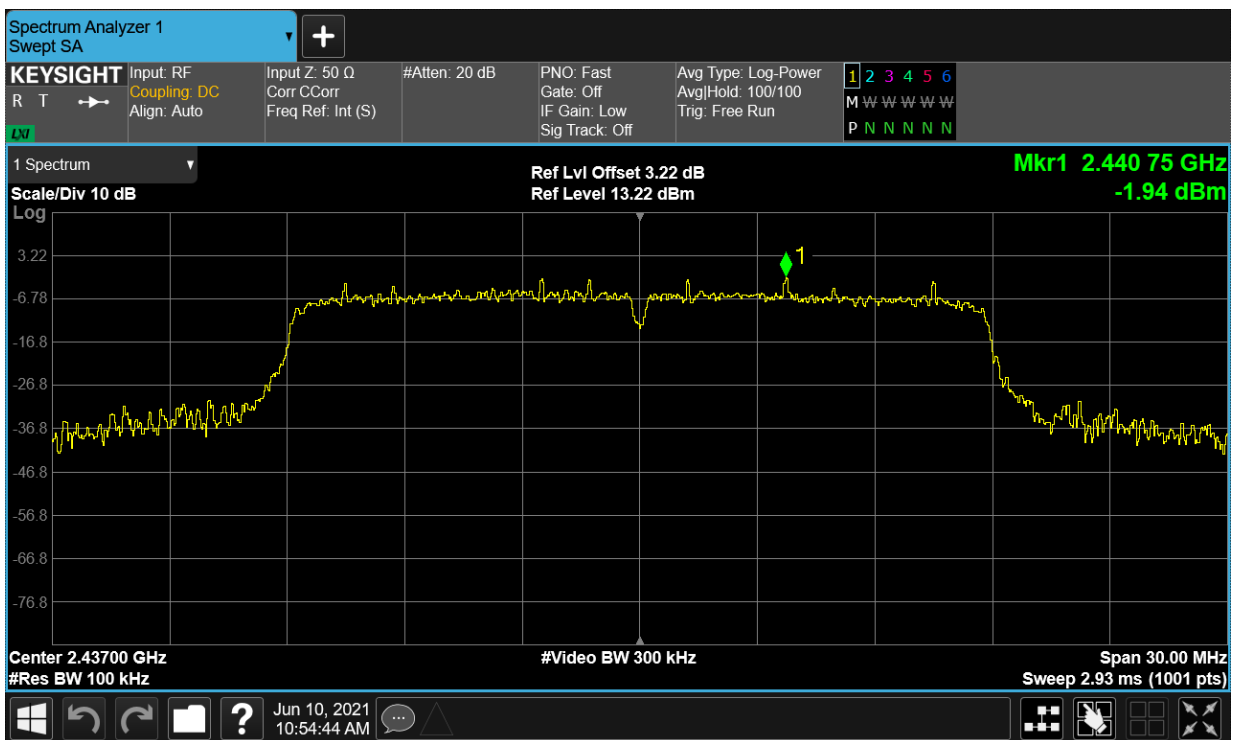 Spectrum Analyzer 1
Swept SA
+
KEYSIGHT
R T
LXI
Input: RF
Coupling: DC
Align: Auto
Input Z: 50 Ω
Corr CCorr
Freq Ref: Int (S)
#Atten: 20 dB
PNO: Fast
Gate: Off
IF Gain: Low
Sig Track: Off
Avg Type: Log-Power
Avg|Hold: 100/100
Trig: Free Run
1 2 3 4 5 6
M W W W W W
P N N N N N
1 Spectrum
Scale/Div 10 dB
Log
Ref Lvl Offset 3.22 dB
Ref Level 13.22 dBm
Mkr1 2.440 75 GHz
-1.94 dBm
1
3.22
-6.78
-16.8
-26.8
-36.8
-46.8
-56.8
-66.8
-76.8
Center 2.43700 GHz
#Res BW 100 kHz
#Video BW 300 kHz
Span 30.00 MHz
Sweep 2.93 ms (1001 pts)
?
Jun 10, 2021
10:54:44 AM